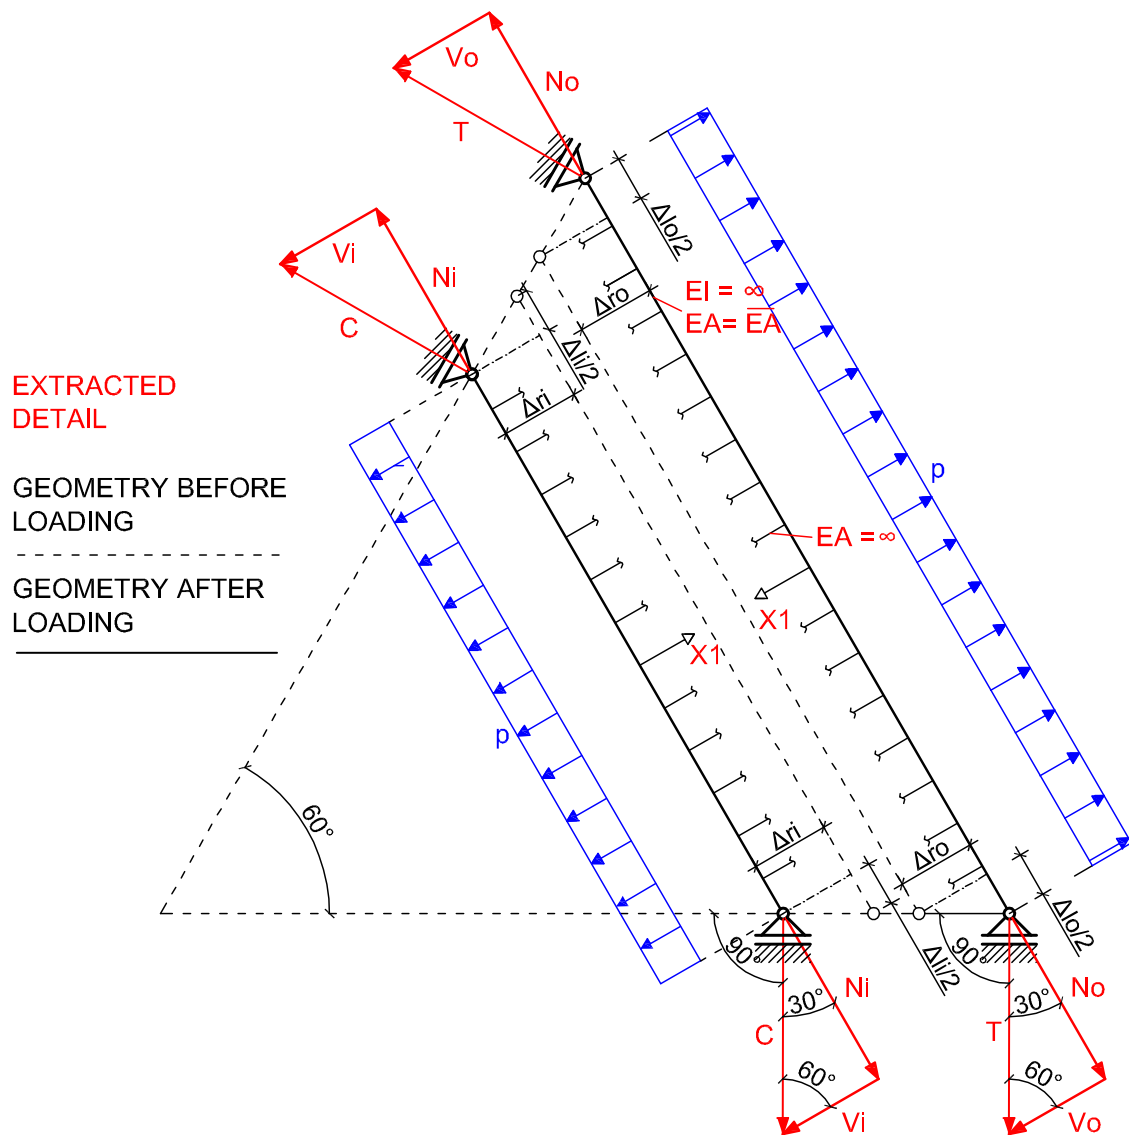 Vo
No
T
Vi
Ni
C
Δlo/2
Δro
EI = ∞
EA= EA
Δli/2
Δri
EXTRACTED
DETAIL
p
GEOMETRY BEFORE
LOADING
EA = ∞
GEOMETRY AFTER
LOADING
X1
X1
p
60°
Δri
Δro
90°
Δli/2
90°
Δlo/2
30°
Ni
30°
No
C
T
60°
60°
Vi
Vo